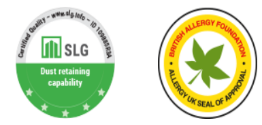 Certified Quality - www.slg.info -
SLG
Dust retaining
capability
BRITISH ALLERGY FOUNDATION
ALLERGY UK SEAL OF APPROVAL